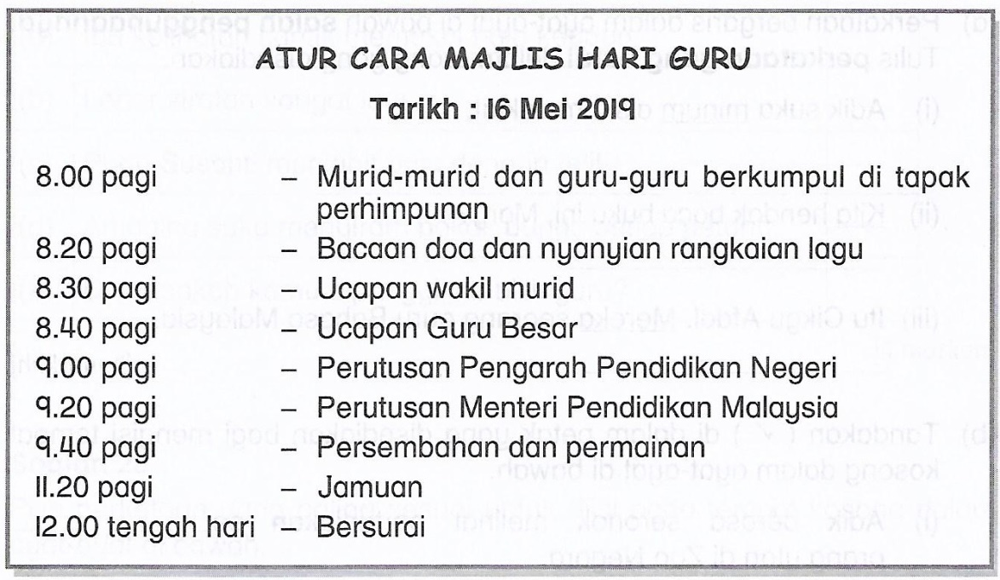 ATUR CARA MAJLIS HARI GURU
Tarikh : 16 Mei 2019
8.00 pagi – Murid-murid dan guru-guru berkumpul di tapak
perhimpunan
8.20 pagi – Bacaan doa dan nyanyian rangkaian lagu
8.30 pagi – Ucapan wakil murid
8.40 pagi – Ucapan Guru Besar
9.00 pagi – Perutusan Pengarah Pendidikan Negeri
9.20 pagi – Perutusan Menteri Pendidikan Malaysia
9.40 pagi – Persembahan dan permainan
11.20 pagi – Jamuan
12.00 tengah hari – Bersurai